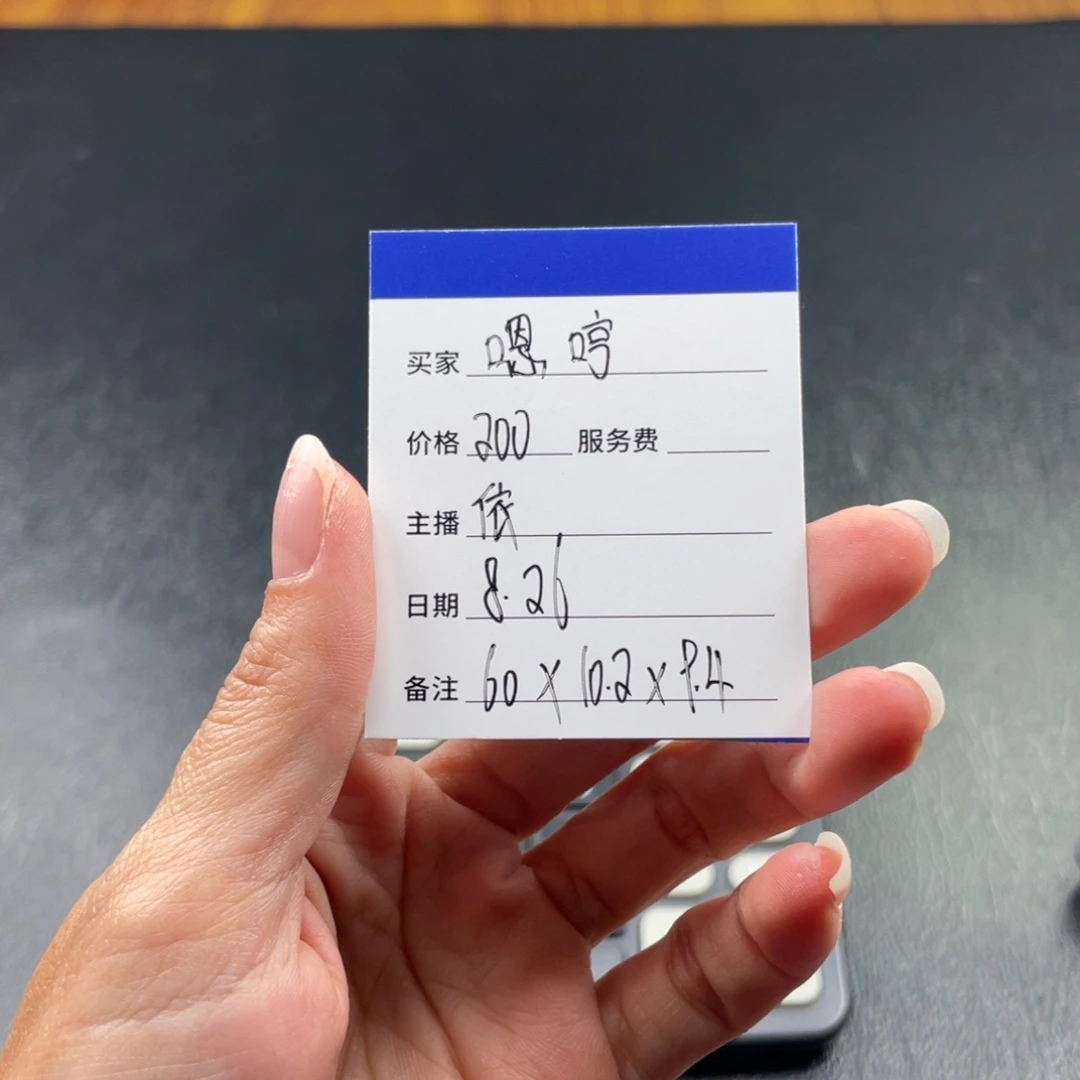 买家 嗯哼
价格 200 服务费
主播 依
日期 8.26
备注 60 x 10.2 x 9.4